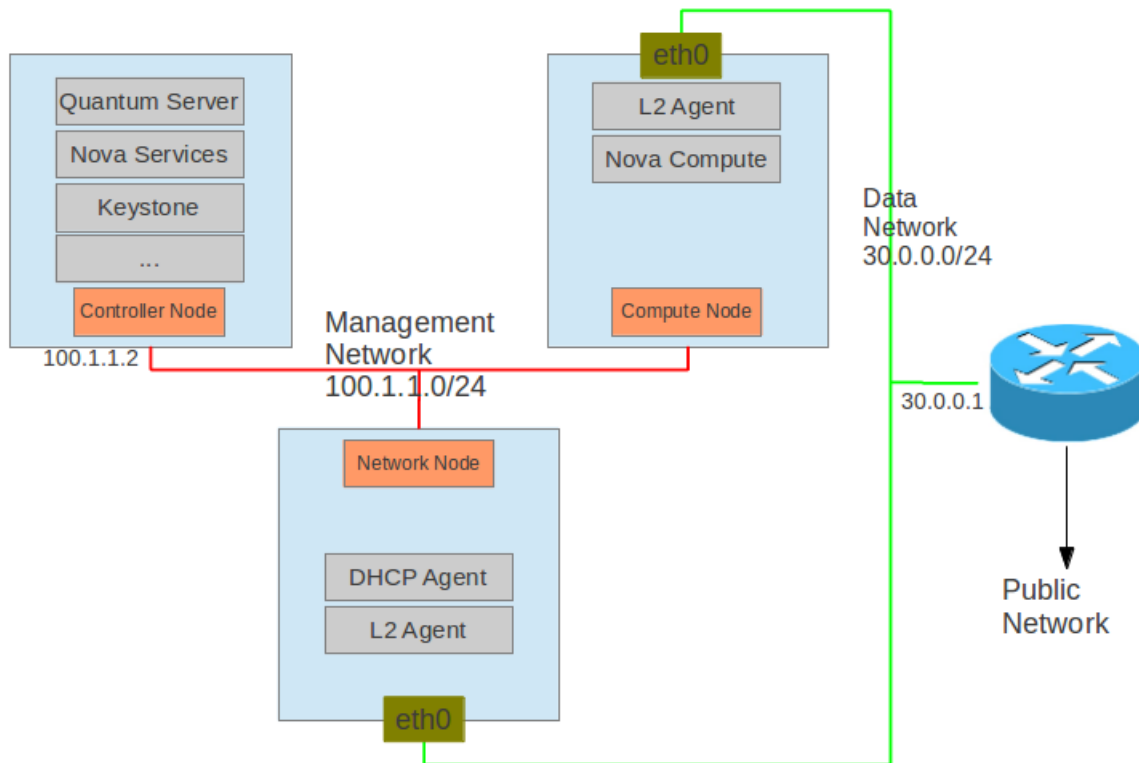 Quantum Server
Nova Services
Keystone
...
Controller Node
100.1.1.2
eth0
L2 Agent
Nova Compute
Compute Node
Management
Network
100.1.1.0/24
Data
Network
30.0.0.0/24
30.0.0.1
Network Node
DHCP Agent
L2 Agent
eth0
Public
Network